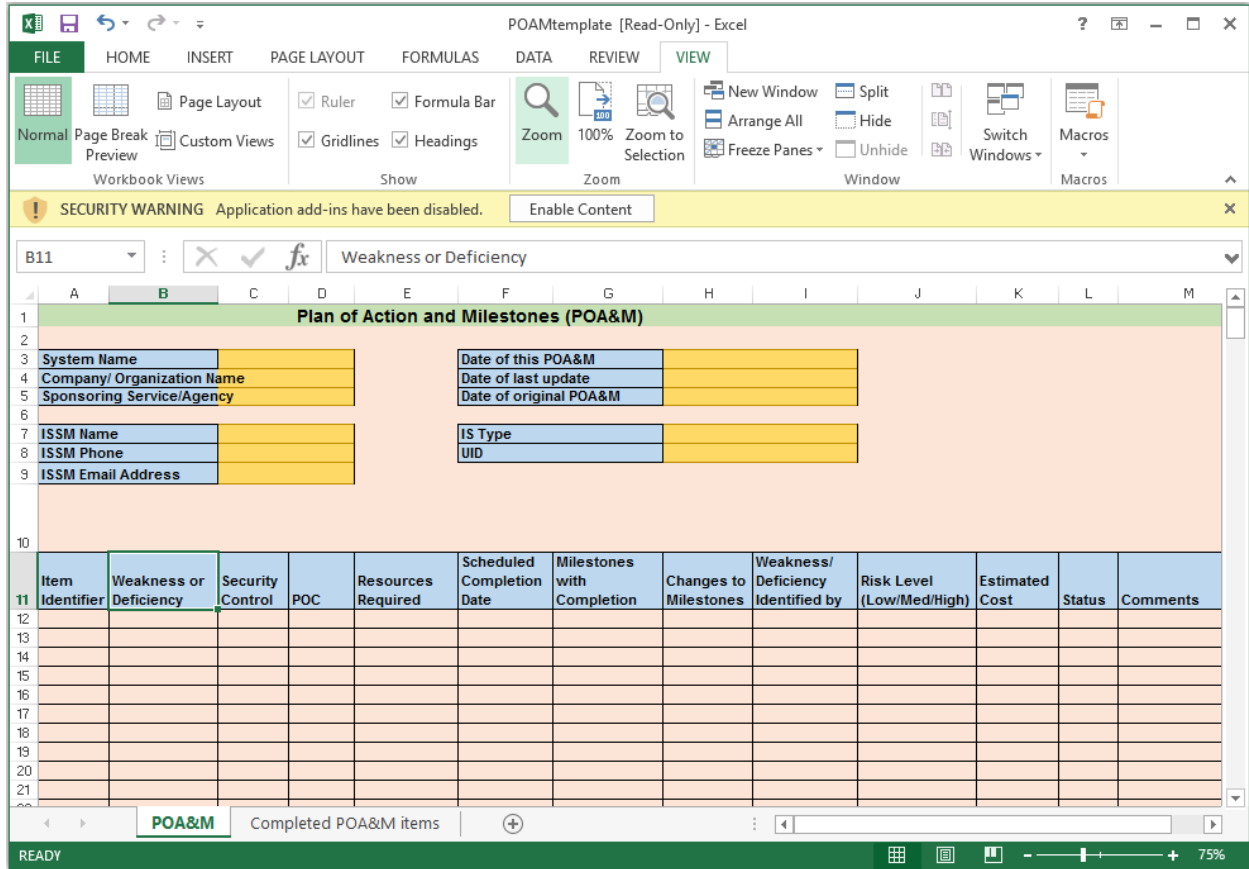 POAMtemplate [Read-Only] - Excel
FILE HOME INSERT PAGE LAYOUT FORMULAS DATA REVIEW VIEW
Normal
Page Break
Preview
Page Layout
Custom Views
Workbook Views
Ruler
Formula Bar
Gridlines
Headings
Show
Zoom
100
100%
Zoom to
Selection
Zoom
New Window
Arrange All
Freeze Panes
Split
Hide
Unhide
Switch
Windows
Window
Macros
Macros
SECURITY WARNING Application add-ins have been disabled. Enable Content
B11 fx Weakness or Deficiency
A B C D E F G H I J K L M
1 Plan of Action and Milestones (POA&M)
2
3 System Name Date of this POA&M
4 Company/ Organization Name Date of last update
5 Sponsoring Service/Agency Date of original POA&M
6
7 ISSM Name IS Type
8 ISSM Phone UID
9 ISSM Email Address
10
11
Item
Identifier
Weakness or
Deficiency
Security
Control
POC
Resources
Required
Scheduled
Completion
Date
Milestones
with
Completion
Changes to
Milestones
Weakness/
Deficiency
Identified by
Risk Level
(Low/Med/High)
Estimated
Cost
Status
Comments
12
13
14
15
16
17
18
19
20
21
POA&M Completed POA&M items
READY 75%